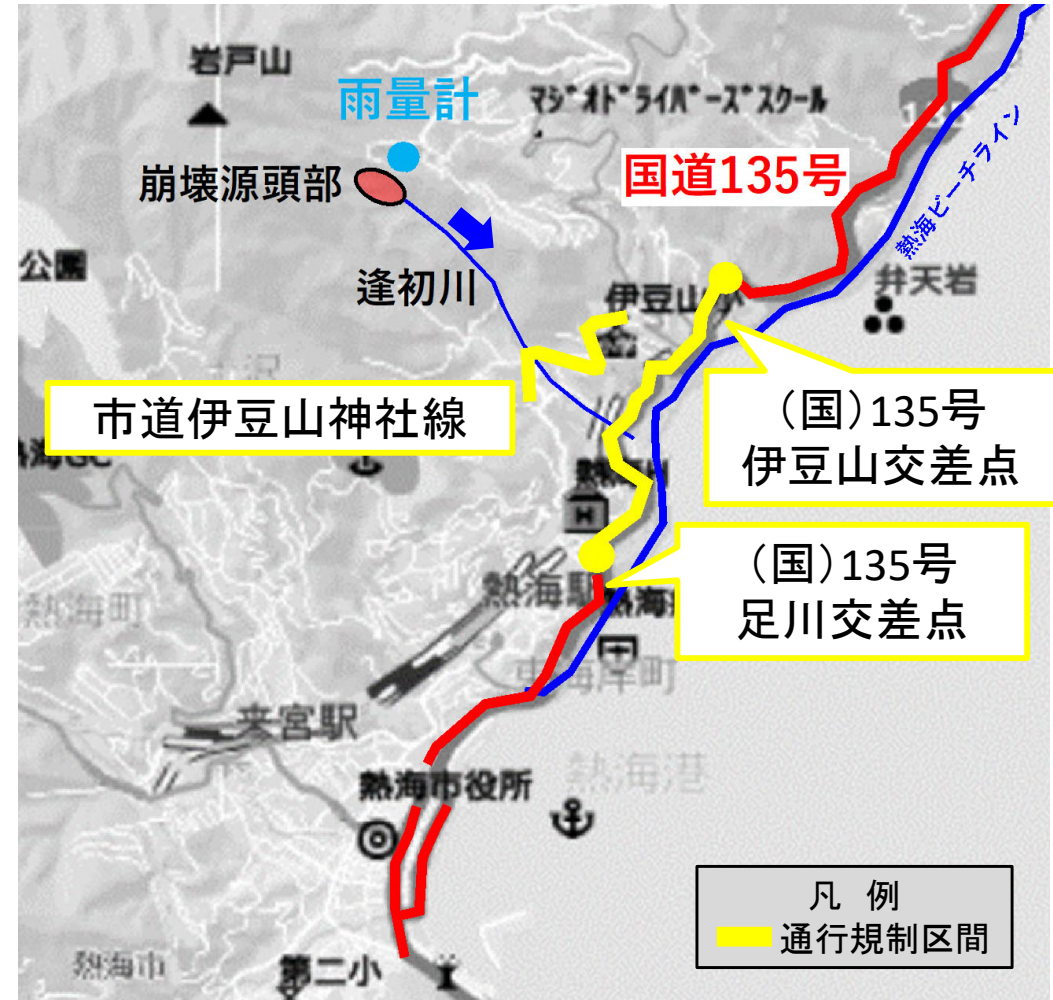 岩戸山
雨量計
マジオドライバーズスクール
崩壊源頭部
国道135号
熱海ビーチライン
公園
逢初川
伊豆山小
弁天岩
市道伊豆山神社線
（国）135号
伊豆山交差点
熱海GC
（国）135号
足川交差点
熱海駅
熱海町
来宮駅
熱海市役所
熱海港
凡 例
通行規制区間
熱海市
第二小